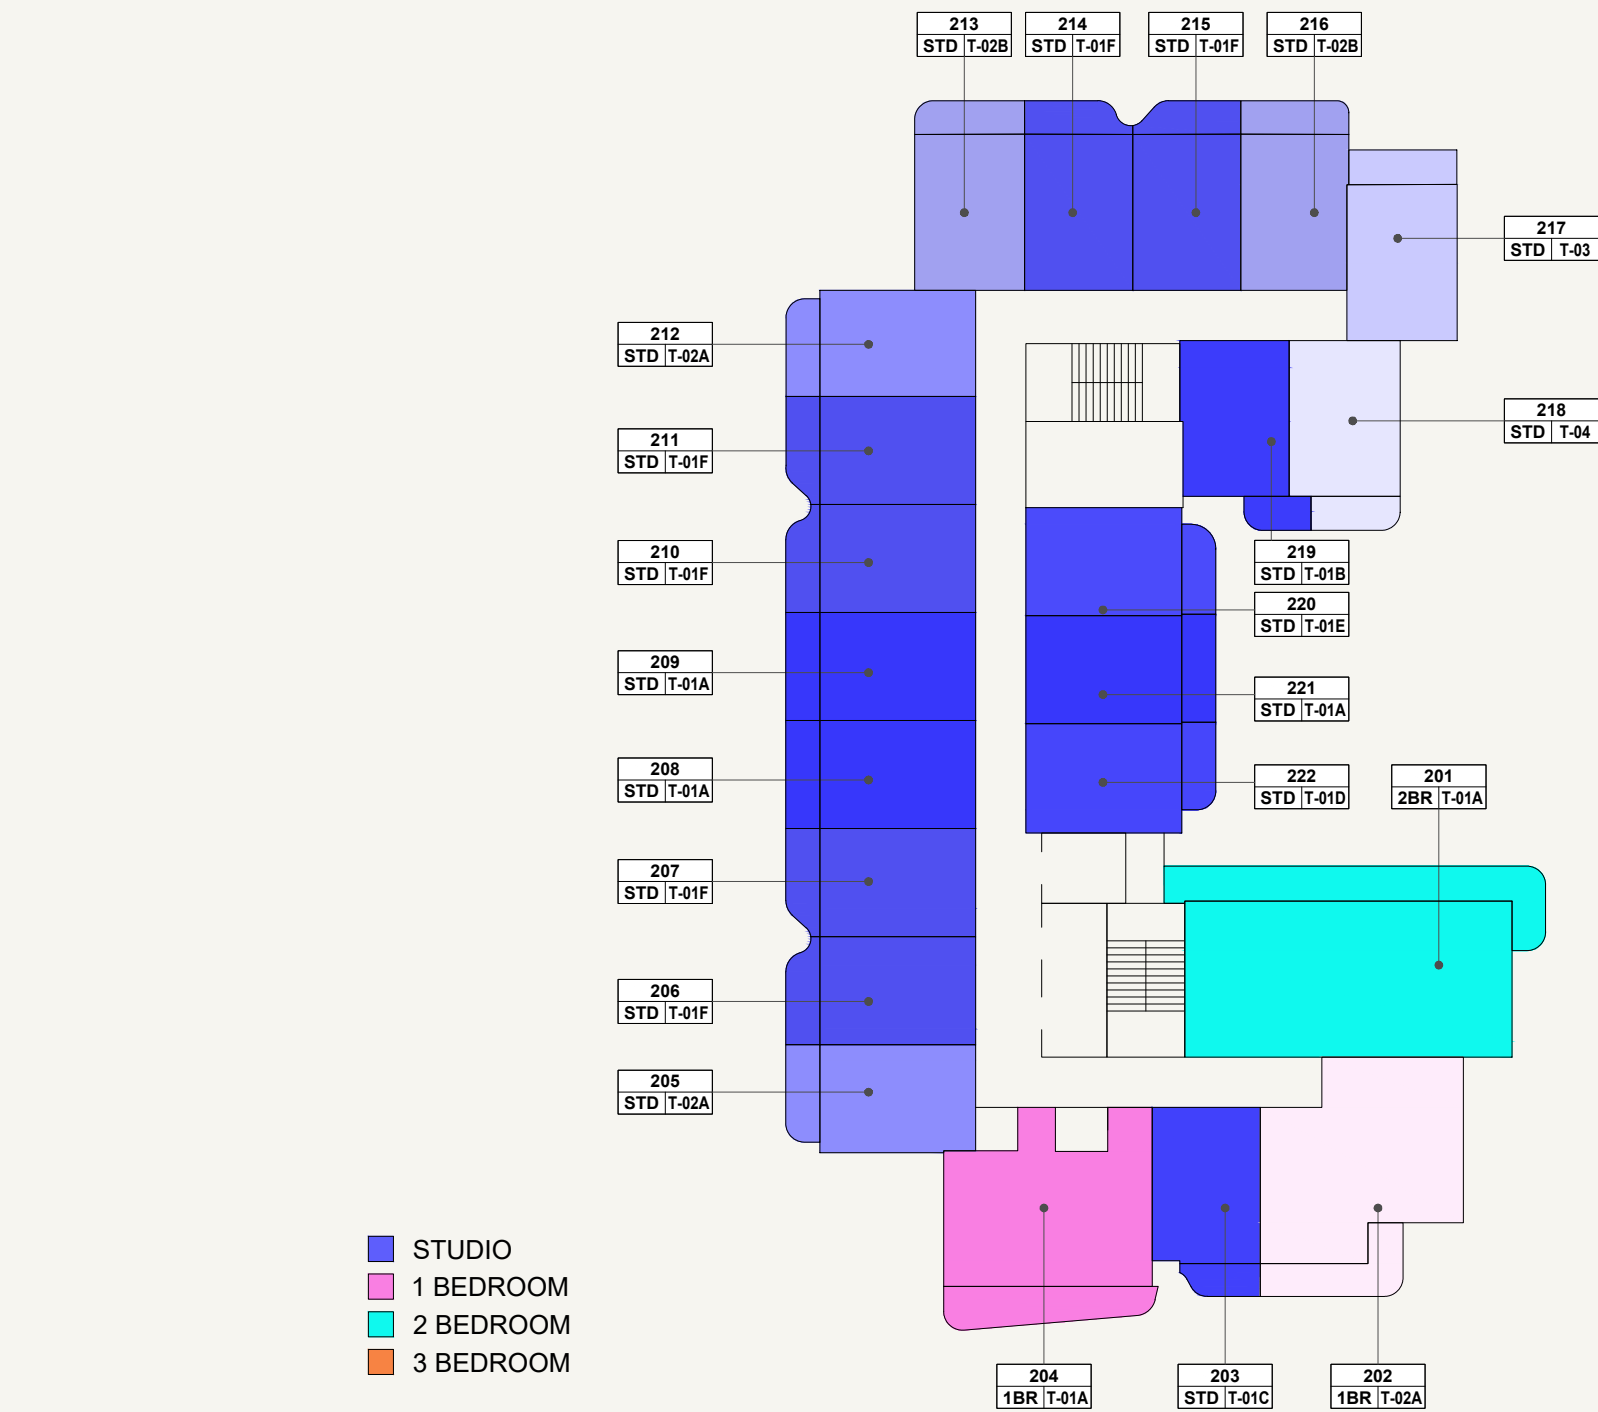 213
STD T-02B
214
STD T-01F
215
STD T-01F
216
STD T-02B
217
STD T-03
212
STD T-02A
218
STD T-04
211
STD T-01F
210
STD T-01F
219
STD T-01B
220
STD T-01E
209
STD T-01A
221
STD T-01A
208
STD T-01A
222
STD T-01D
201
2BR T-01A
207
STD T-01F
206
STD T-01F
205
STD T-02A
STUDIO
1 BEDROOM
2 BEDROOM
3 BEDROOM
204
1BR T-01A
203
STD T-01C
202
1BR T-02A